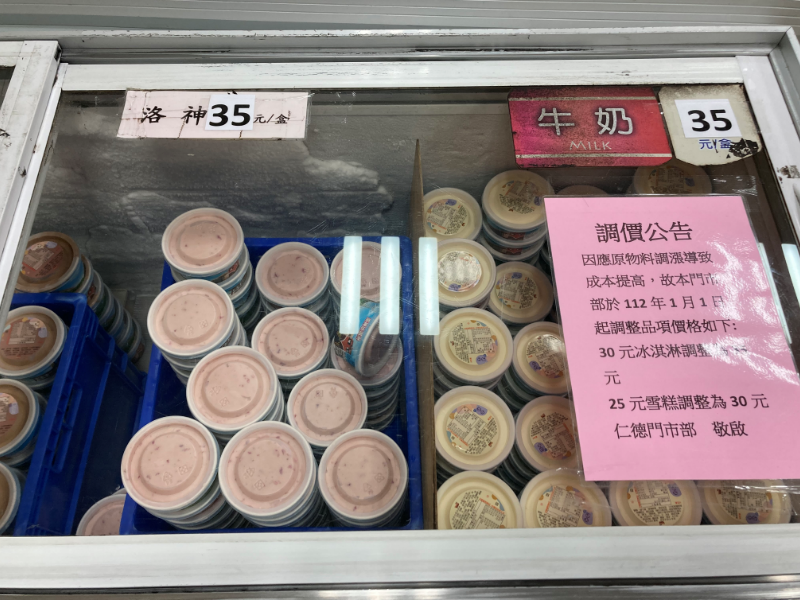 洛神35元/盒
牛奶
MILK
35
元/盒
調價公告
因應原物料調漲導致
成本提高，故本門市
部於 112 年 1 月 1 日
起調整品項價格如下:
30 元冰淇淋調整
元
25 元雪糕調整為 30 元
仁德門市部 敬啟